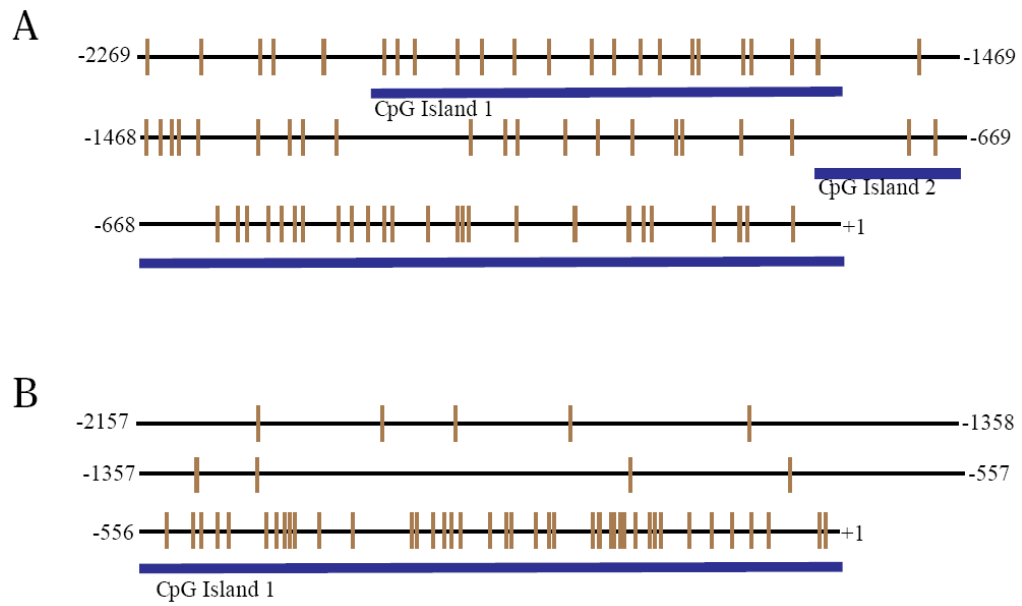 A
-2269 -1469
CpG Island 1
-1468 -669
CpG Island 2
-668 +1
B
-2157 -1358
-1357 -557
-556 +1
CpG Island 1